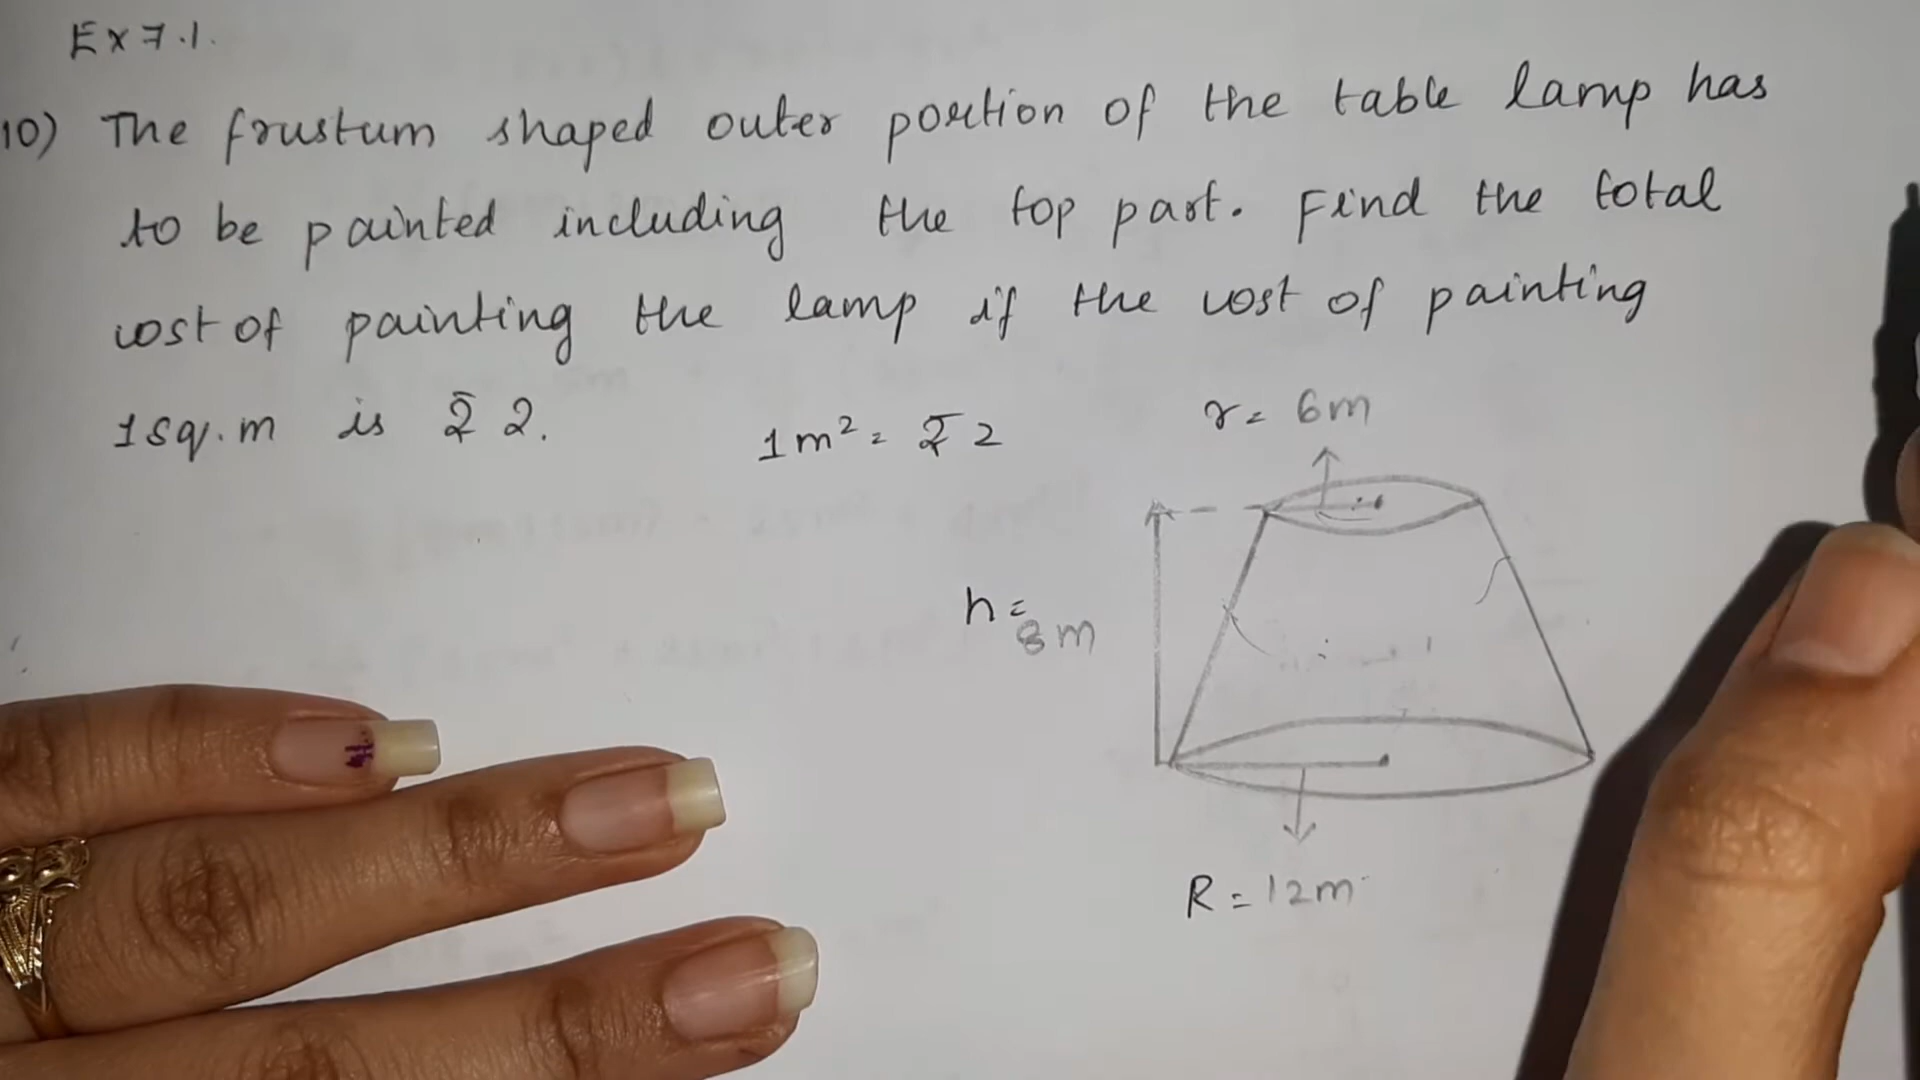 Ex 7.1.
10) The frustum shaped outer portion of the table lamp has
to be painted including the top part. Find the total
cost of painting the lamp if the cost of painting
1 sq.m is ₹ 2.
1m² = ₹ 2
r = 6m
h = 8m
R = 12m